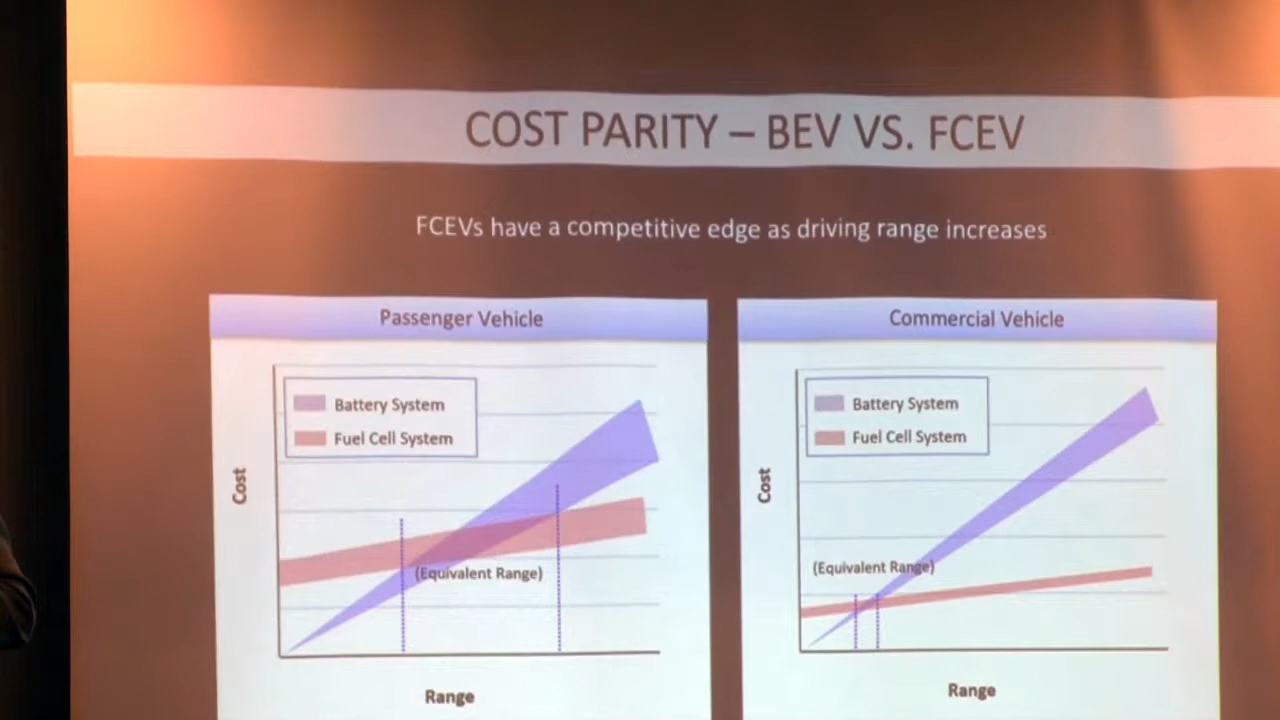 COST PARITY – BEV VS. FCEV
FCEVs have a competitive edge as driving range increases
Passenger Vehicle
Battery System
Fuel Cell System
Cost
(Equivalent Range)
Range
Commercial Vehicle
Battery System
Fuel Cell System
Cost
(Equivalent Range)
Range